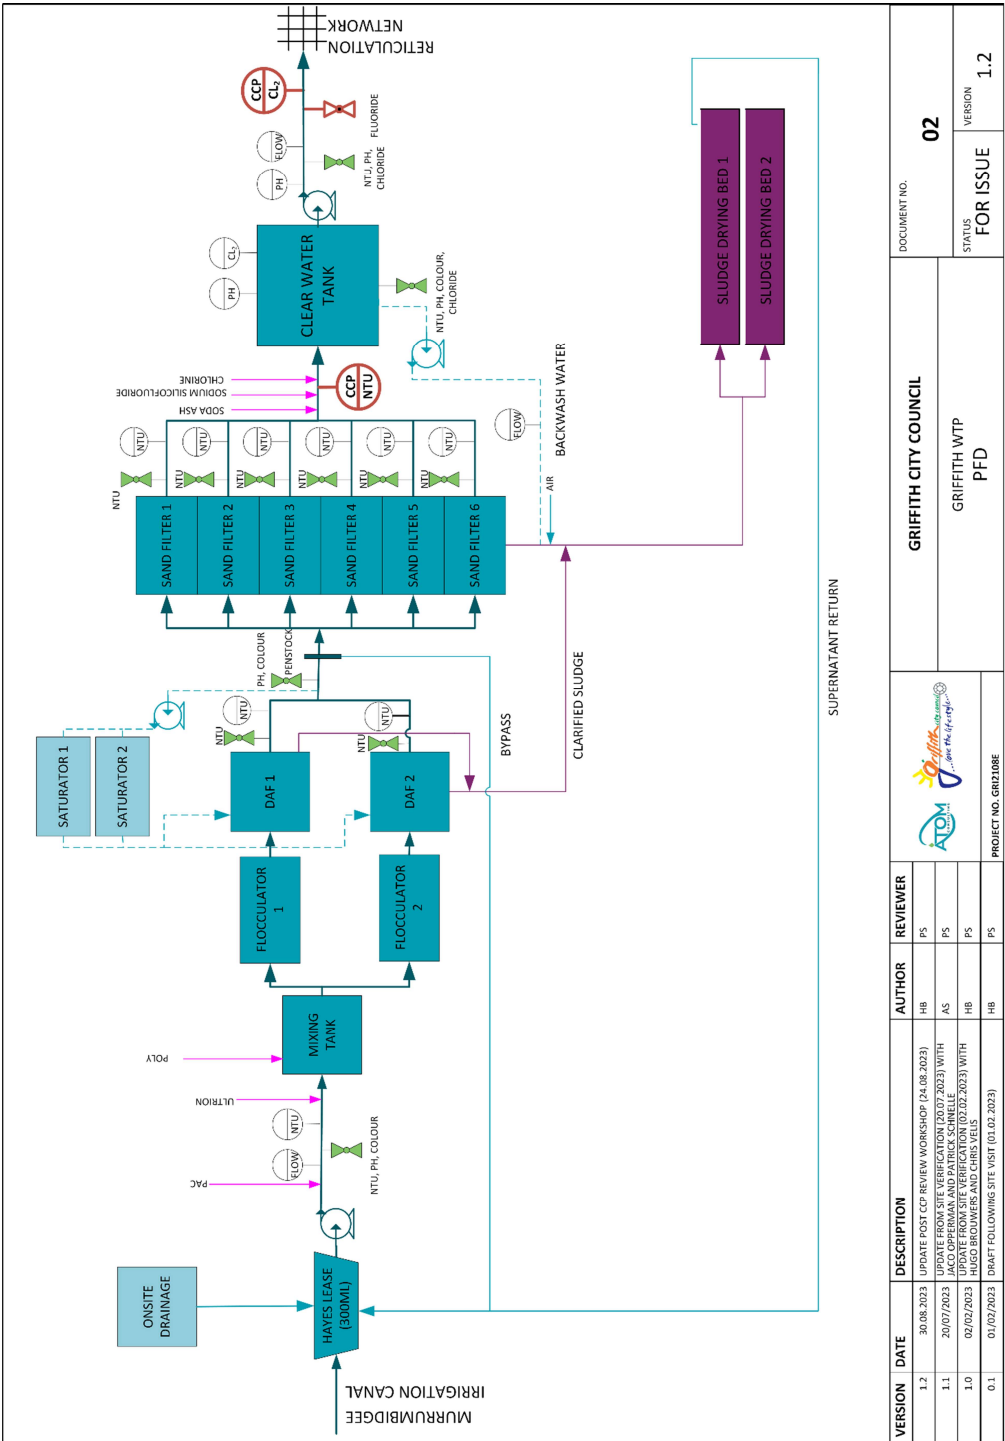 MURRUMBIDGEE
IRRIGATION CANAL
ONSITE
DRAINAGE
HAYES LEASE
(300ML)
PAC
FLOW
NTU
NTU, PH, COLOUR
ULTRION
POLY
MIXING
TANK
FLOCCULATOR
1
FLOCCULATOR
2
SATURATOR 1
SATURATOR 2
DAF 1
DAF 2
NTU
NTU
NTU
NTU
PH, COLOUR
PENSTOCK
BYPASS
CLARIFIED SLUDGE
SUPERNATANT RETURN
SAND FILTER 1
SAND FILTER 2
SAND FILTER 3
SAND FILTER 4
SAND FILTER 5
SAND FILTER 6
NTU
NTU
NTU
NTU
NTU
NTU
NTU
NTU
NTU
NTU
NTU
NTU
SODA ASH
SODIUM SILICOFLUORIDE
CHLORINE
CCP
NTU
AIR
BACKWASH WATER
FLOW
CLEAR WATER
TANK
PH
CL₂
NTU, PH, COLOUR,
CHLORIDE
PH
FLOW
NTU, PH,
CHLORIDE
FLUORIDE
CCP
CL₂
RETICULATION
NETWORK
SLUDGE DRYING BED 1
SLUDGE DRYING BED 2
VERSION DATE DESCRIPTION AUTHOR REVIEWER
1.2 30.08.2023 UPDATE POST CCP REVIEW WORKSHOP (24.08.2023) HB PS
1.1 20/07/2023 UPDATE FROM SITE VERIFICATION (20.07.2023) WITH
JACO OPPERMAN AND PATRICK SCHNELLE AS PS
1.0 02/02/2023 UPDATE FROM SITE VERIFICATION (02.02.2023) WITH
HUGO BROUWERS AND CHRIS VELIS HB PS
0.1 01/02/2023 DRAFT FOLLOWING SITE VISIT (01.02.2023) HB PS
ATOM
CONSULTING
Griffith city council
...love the lifestyle...
PROJECT NO. GRI2108E
GRIFFITH CITY COUNCIL
GRIFFITH WTP
PFD
DOCUMENT NO.
02
STATUS
FOR ISSUE
VERSION
1.2